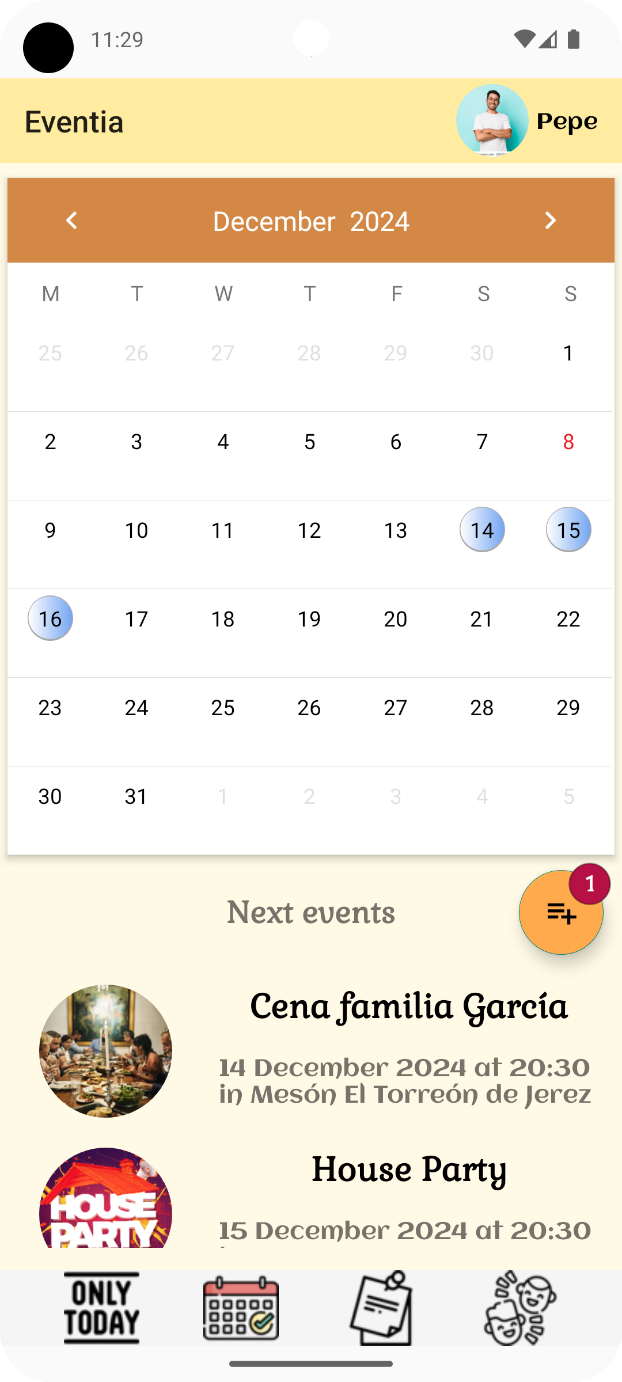 11:29
Eventia
Pepe
December 2024
M T W T F S S
25 26 27 28 29 30 1
2 3 4 5 6 7 8
9 10 11 12 13 14 15
16 17 18 19 20 21 22
23 24 25 26 27 28 29
30 31 1 2 3 4 5
1
Next events
Cena familia García
14 December 2024 at 20:30
in Mesón El Torreón de Jerez
HOUSE
PARTY
House Party
15 December 2024 at 20:30
ONLY
TODAY